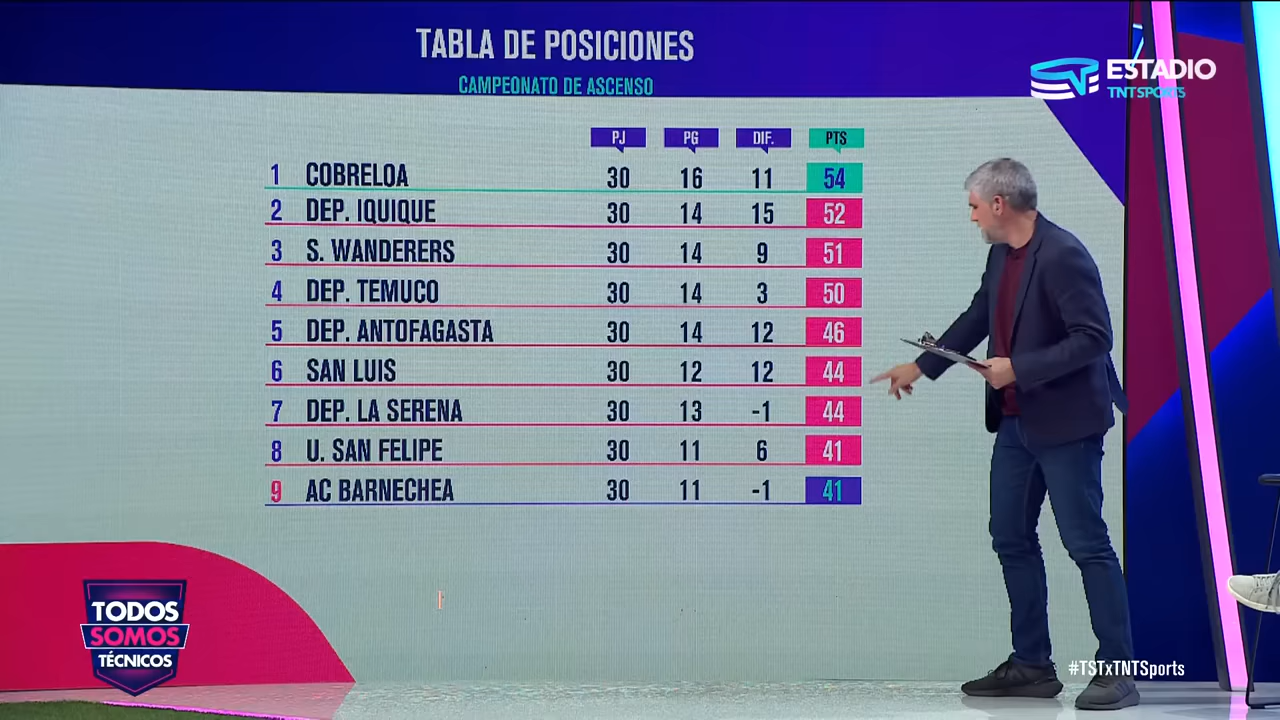 TABLA DE POSICIONES
CAMPEONATO DE ASCENSO
ESTADIO
TNT SPORTS
PJ PG DIF. PTS
1 COBRELOA 30 16 11 54
2 DEP. IQUIQUE 30 14 15 52
3 S. WANDERERS 30 14 9 51
4 DEP. TEMUCO 30 14 3 50
5 DEP. ANTOFAGASTA 30 14 12 46
6 SAN LUIS 30 12 12 44
7 DEP. LA SERENA 30 13 -1 44
8 U. SAN FELIPE 30 11 6 41
9 AC BARNECHEA 30 11 -1 41
TODOS
SOMOS
TÉCNICOS
#TSTxTNTSports